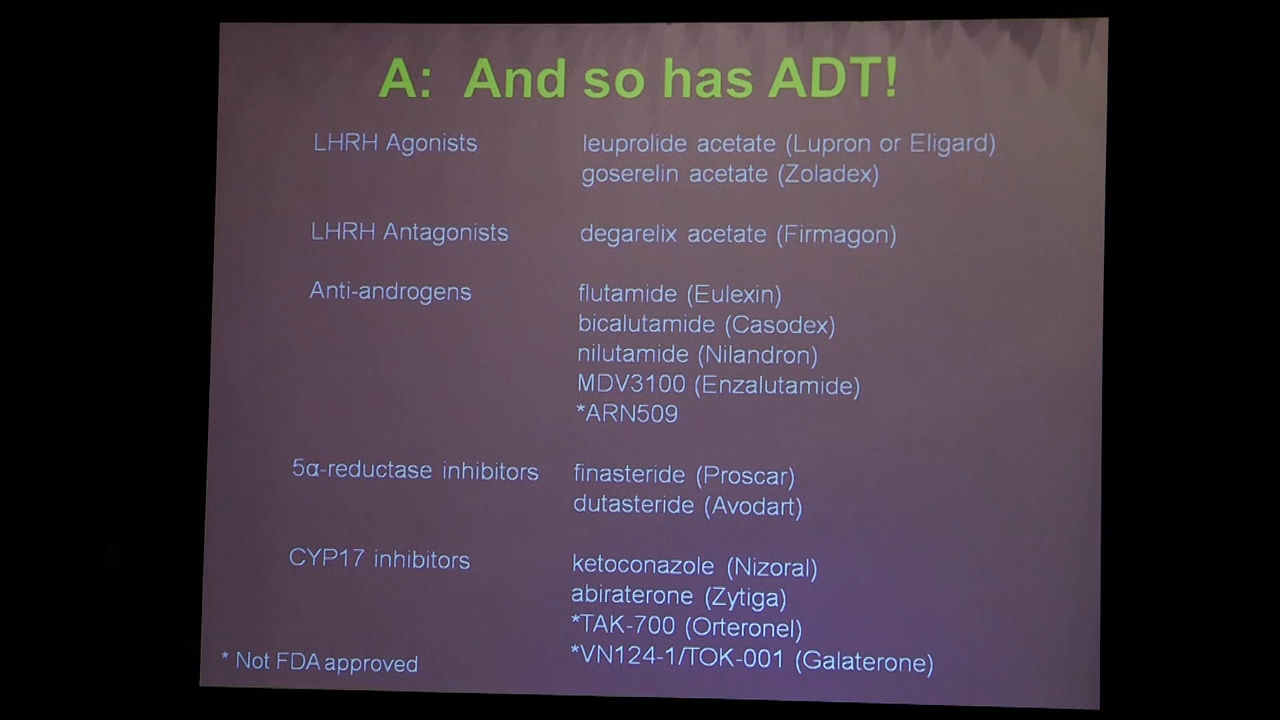 A: And so has ADT!
LHRH Agonists leuprolide acetate (Lupron or Eligard)
goserelin acetate (Zoladex)
LHRH Antagonists degarelix acetate (Firmagon)
Anti-androgens flutamide (Eulexin)
bicalutamide (Casodex)
nilutamide (Nilandron)
MDV3100 (Enzalutamide)
*ARN509
5α-reductase inhibitors finasteride (Proscar)
dutasteride (Avodart)
CYP17 inhibitors ketoconazole (Nizoral)
abiraterone (Zytiga)
*TAK-700 (Orteronel)
*VN124-1/TOK-001 (Galaterone)
* Not FDA approved